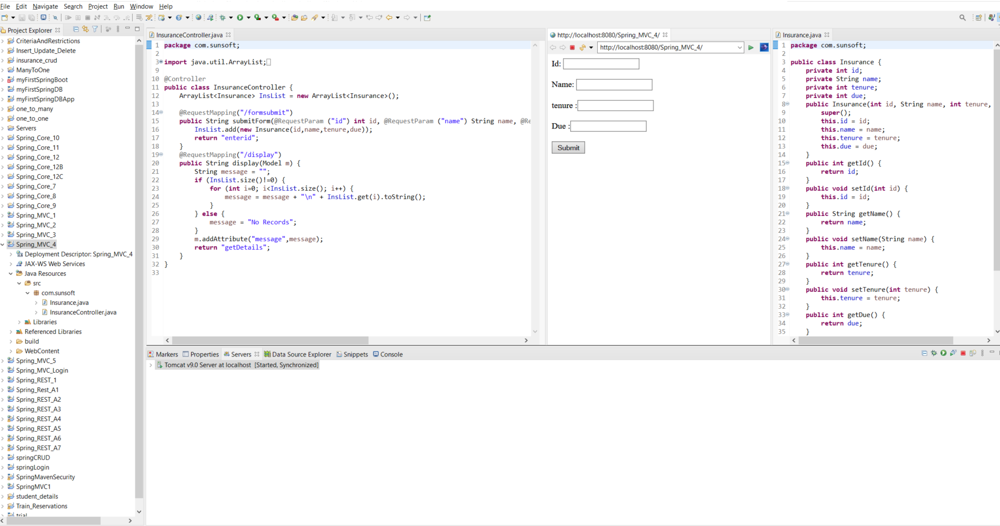 File Edit Navigate Search Project Run Window Help
Project Explorer
CriteriaAndRestrictions
Insert_Update_Delete
insurance_crud
ManyToOne
myFirstSpringBoot
myFirstSpringDB
myFirstSpringDBApp
one_to_many
one_to_one
Servers
Spring_Core_10
Spring_Core_11
Spring_Core_12
Spring_Core_12B
Spring_Core_12C
Spring_Core_7
Spring_Core_8
Spring_Core_9
Spring_MVC_1
Spring_MVC_2
Spring_MVC_3
Spring_MVC_4
Deployment Descriptor: Spring_MVC_4
JAX-WS Web Services
Java Resources
src
com.sunsoft
Insurance.java
InsuranceController.java
Libraries
Referenced Libraries
build
WebContent
Spring_MVC_5
Spring_MVC_Login
Spring_REST_1
Spring_Rest_A1
Spring_REST_A2
Spring_REST_A3
Spring_REST_A4
Spring_REST_A5
Spring_REST_A6
Spring_REST_A7
springCRUD
springLogin
SpringMavenSecurity
SpringMVC1
student_details
Train_Reservations
trial
InsuranceController.java
1 package com.sunsoft;
2
3 import java.util.ArrayList;
9
10 @Controller
11 public class InsuranceController {
12 ArrayList<Insurance> InsList = new ArrayList<Insurance>();
13
14 @RequestMapping("/formsubmit")
15 public String submitForm(@RequestParam ("id") int id, @RequestParam ("name") String name, @Re
16 InsList.add(new Insurance(id,name,tenure,due));
17 return "enterid";
18 }
19 @RequestMapping("/display")
20 public String display(Model m) {
21 String message = "";
22 if (InsList.size()!=0) {
23 for (int i=0; i<InsList.size(); i++) {
24 message = message + "\n" + InsList.get(i).toString();
25 }
26 } else {
27 message = "No Records";
28 }
29 m.addAttribute("message",message);
30 return "getDetails";
31 }
32 }
33
http://localhost:8080/Spring_MVC_4/
http://localhost:8080/Spring_MVC_4/
Id:
Name:
tenure :
Due :
Submit
Insurance.java
1 package com.sunsoft;
2
3 public class Insurance {
4 private int id;
5 private String name;
6 private int tenure;
7 private int due;
8 public Insurance(int id, String name, int tenure,
9 super();
10 this.id = id;
11 this.name = name;
12 this.tenure = tenure;
13 this.due = due;
14 }
15 public int getId() {
16 return id;
17 }
18 public void setId(int id) {
19 this.id = id;
20 }
21 public String getName() {
22 return name;
23 }
24 public void setName(String name) {
25 this.name = name;
26 }
27 public int getTenure() {
28 return tenure;
29 }
30 public void setTenure(int tenure) {
31 this.tenure = tenure;
32 }
33 public int getDue() {
34 return due;
35 }
Markers Properties Servers Data Source Explorer Snippets Console
Tomcat v9.0 Server at localhost [Started, Synchronized]